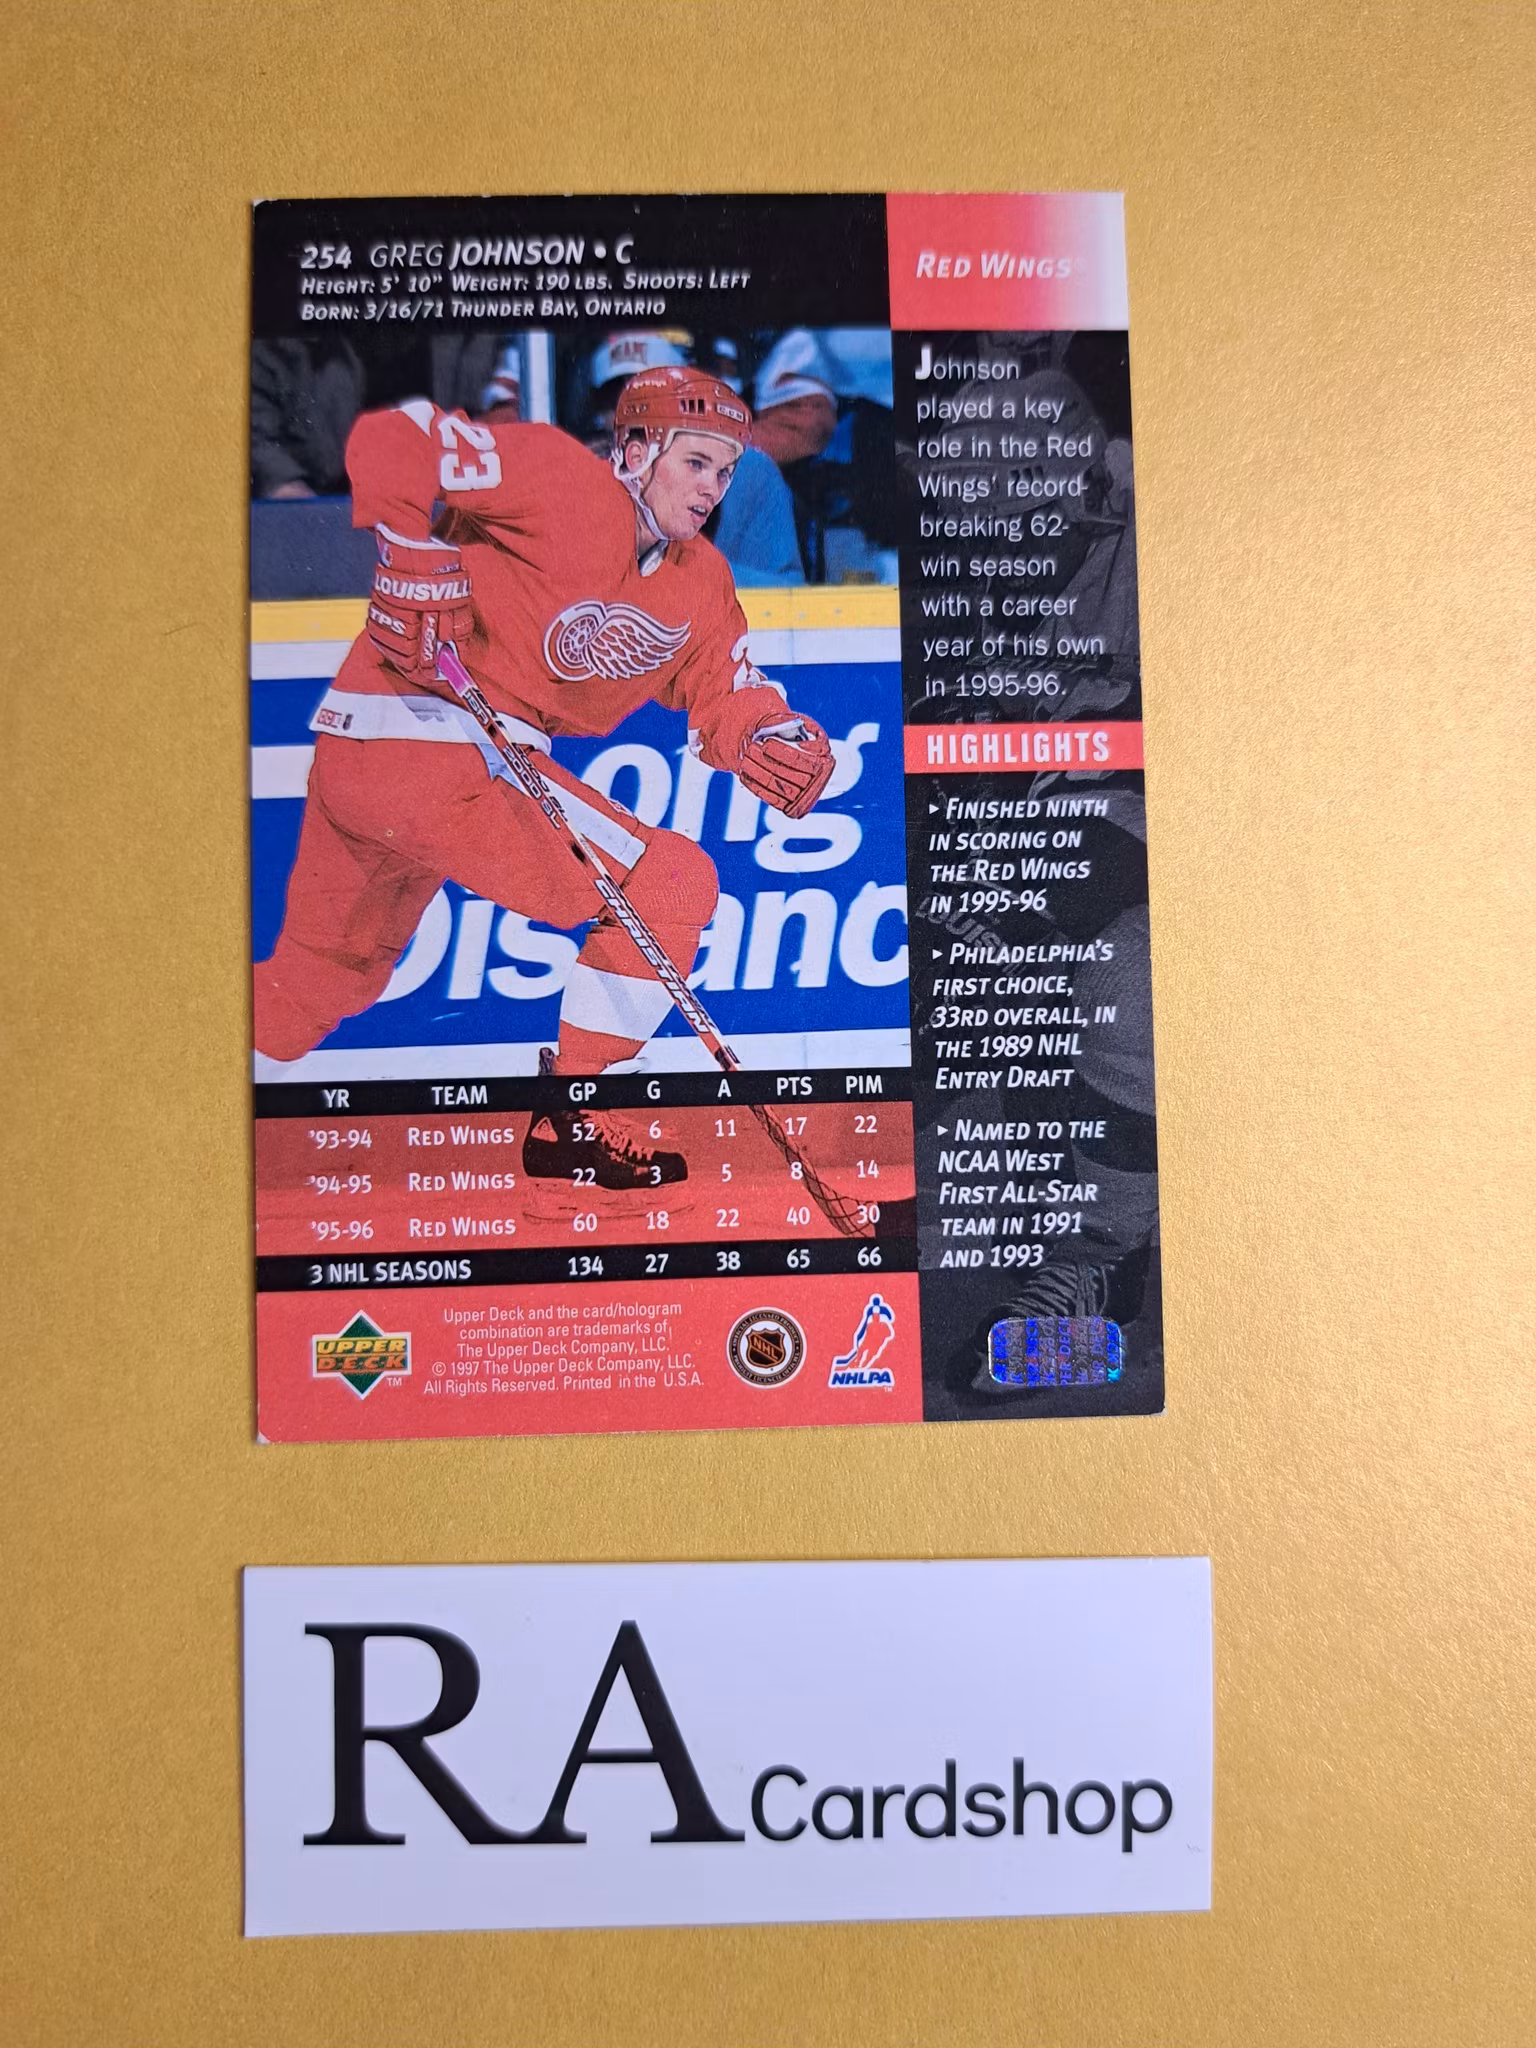 254 GREG JOHNSON • C
HEIGHT: 5' 10" WEIGHT: 190 LBS. SHOOTS: LEFT
BORN: 3/16/71 THUNDER BAY, ONTARIO
RED WINGS
Johnson
played a key
role in the Red
Wings' record-
breaking 62-
win season
with a career
year of his own
in 1995-96.
HIGHLIGHTS
▸ FINISHED NINTH
IN SCORING ON
THE RED WINGS
IN 1995-96
▸ PHILADELPHIA'S
FIRST CHOICE,
33RD OVERALL, IN
THE 1989 NHL
ENTRY DRAFT
▸ NAMED TO THE
NCAA WEST
FIRST ALL-STAR
TEAM IN 1991
AND 1993
23
CCM
LOUISVILL
TPS
ong
Distanc
CHRISTIAN
YR TEAM GP G A PTS PIM
'93-94 RED WINGS 52 6 11 17 22
'94-95 RED WINGS 22 3 5 8 14
'95-96 RED WINGS 60 18 22 40 30
3 NHL SEASONS 134 27 38 65 66
UPPER
DECK
TM
Upper Deck and the card/hologram
combination are trademarks of
The Upper Deck Company, LLC.
© 1997 The Upper Deck Company, LLC.
All Rights Reserved. Printed in the U.S.A.
NHL
NHLPA
RA Cardshop